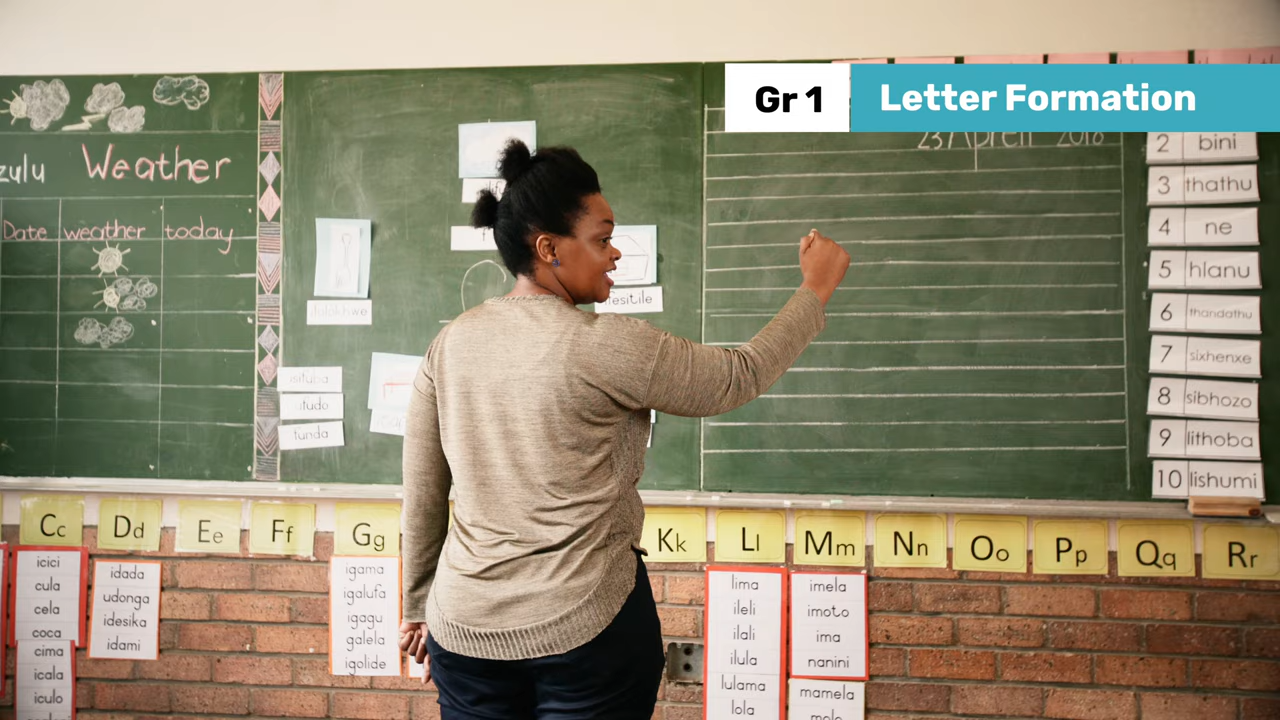 Gr 1
Letter Formation
zulu Weather
Date weather today
23 April 2018
2 bini
3 thathu
4 ne
5 hlanu
6 thandathu
7 sixhenxe
8 sibhozo
9 lithoba
10 lishumi
isituba
itudo
tunda
Cc Dd Ee Ff Gg Kk Ll Mm Nn Oo Pp Qq Rr
icici
cula
cela
coca
cima
icala
iculo
idada
udonga
idesika
idami
igama
igalufa
igagu
galela
igolide
lima
ileli
ilali
ilula
lulama
lola
imela
imoto
ima
nanini
mamela